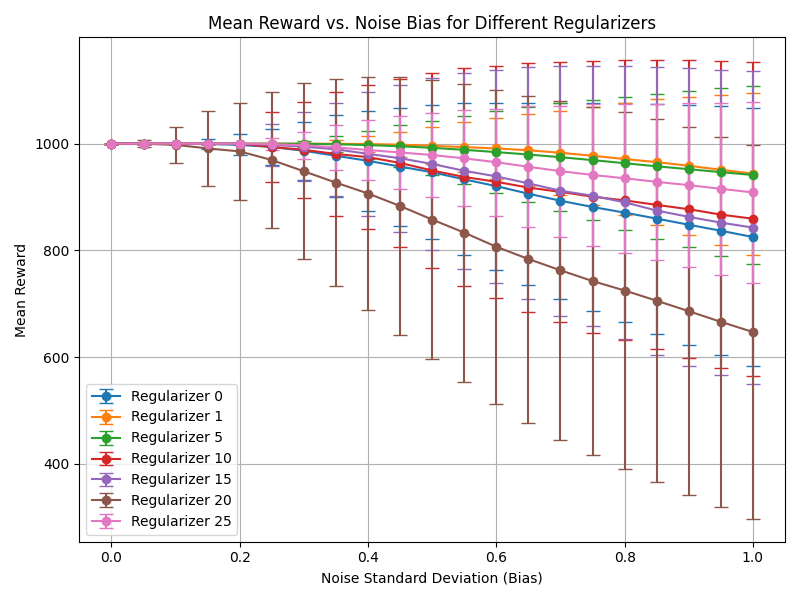 Mean Reward vs. Noise Bias for Different Regularizers
Mean Reward
1000
800
600
400
Regularizer 0
Regularizer 1
Regularizer 5
Regularizer 10
Regularizer 15
Regularizer 20
Regularizer 25
0.0 0.2 0.4 0.6 0.8 1.0
Noise Standard Deviation (Bias)